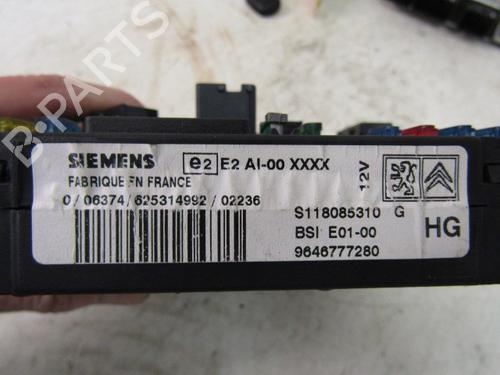 SIEMENS e2 E2 AI-00 XXXX
FABRIQUE EN FRANCE
0/06374/625314992/02236
12V
S118085310 G
BSI E01-00
9646777280
HG
B-PARTS